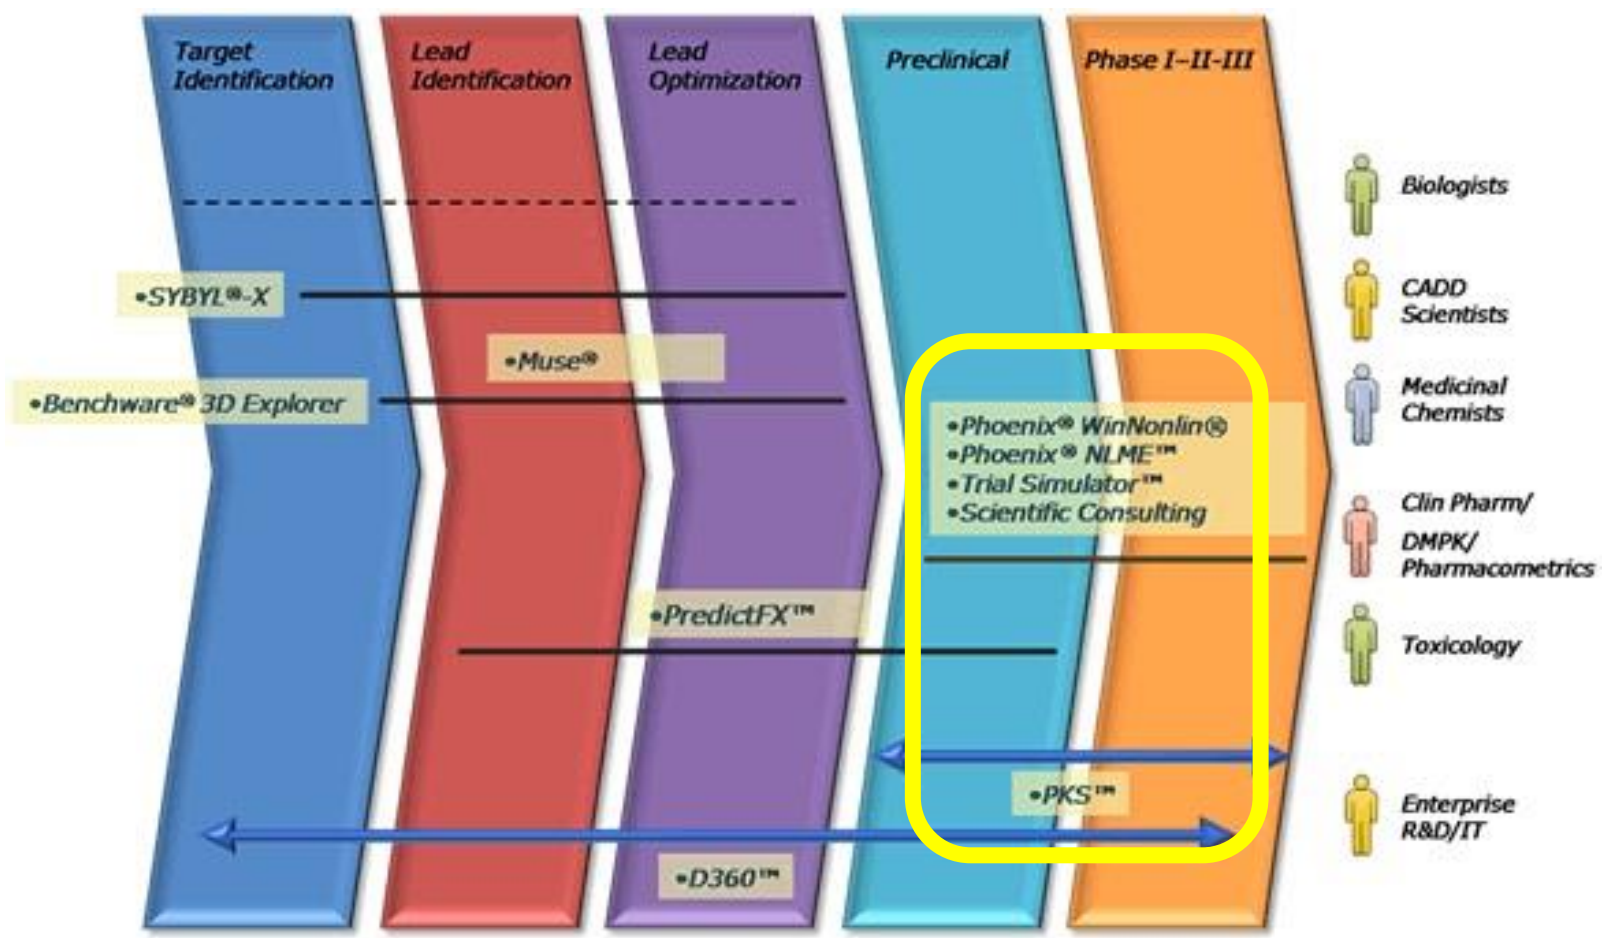 Target
Identification
Lead
Identification
Lead
Optimization
Preclinical
Phase I-II-III
Biologists
•SYBYL®-X
CADD
Scientists
•Muse®
•Benchware® 3D Explorer
Medicinal
Chemists
•Phoenix® WinNonlin®
•Phoenix® NLME™
•Trial Simulator™
•Scientific Consulting
Clin Pharm/
DMPK/
Pharmacometrics
•PredictFX™
Toxicology
•PKS™
Enterprise
R&D/IT
•D360™